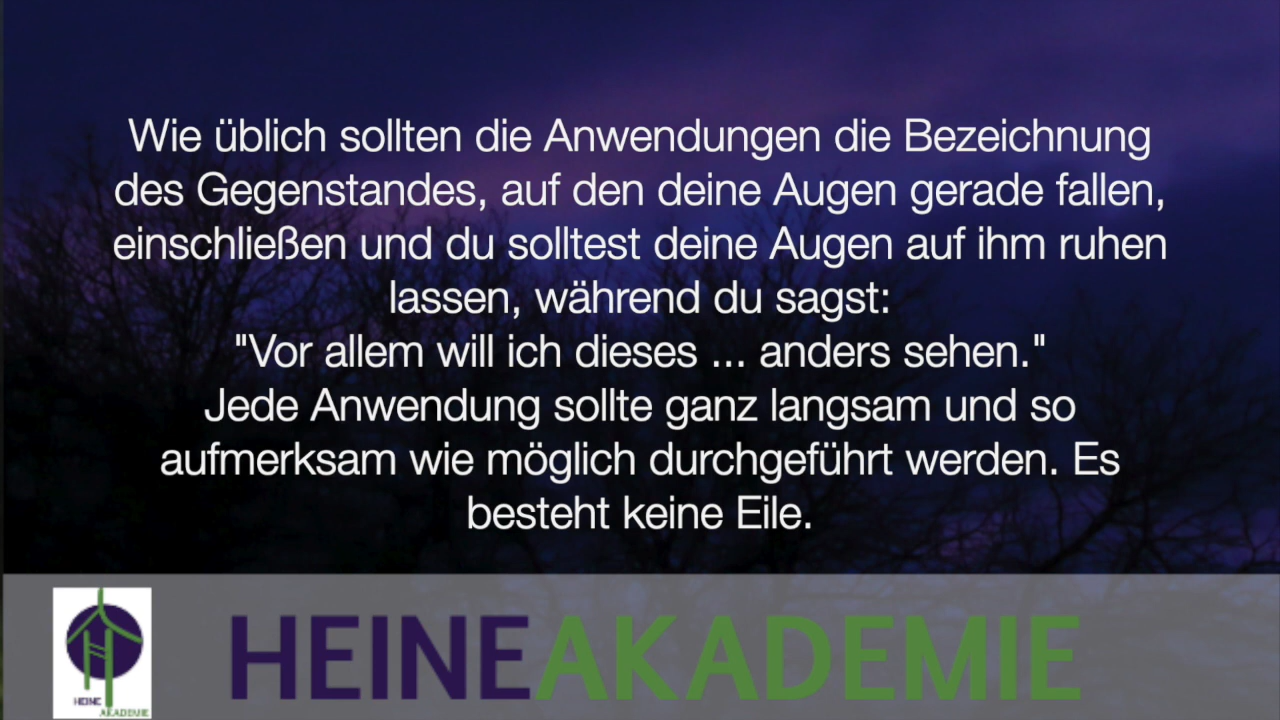 Wie üblich sollten die Anwendungen die Bezeichnung
des Gegenstandes, auf den deine Augen gerade fallen,
einschließen und du solltest deine Augen auf ihm ruhen
lassen, während du sagst:
"Vor allem will ich dieses ... anders sehen."
Jede Anwendung sollte ganz langsam und so
aufmerksam wie möglich durchgeführt werden. Es
besteht keine Eile.
HEINEAKADEMIE
HEINE
AKADEMIE